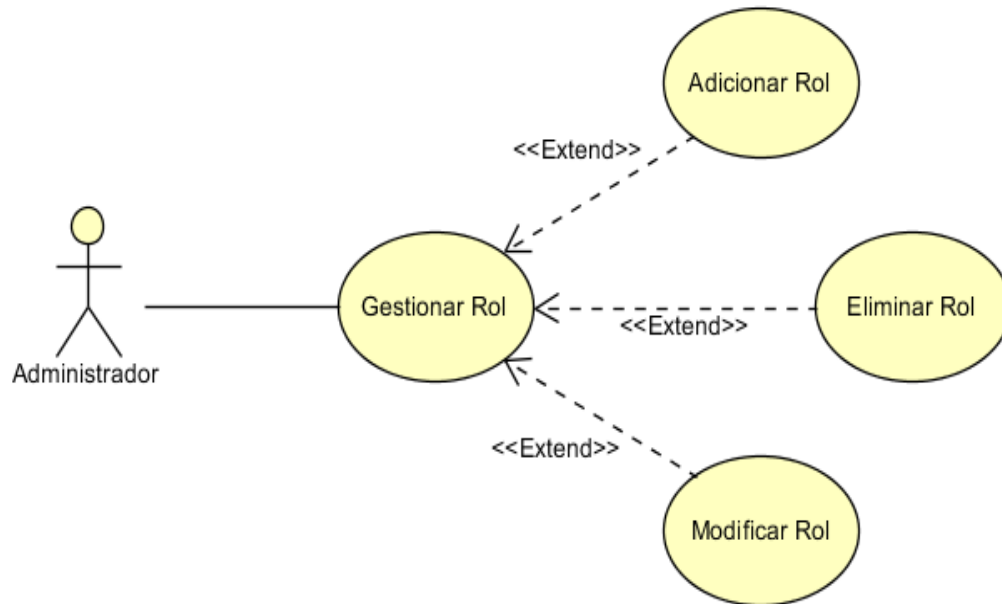 Adicionar Rol
<<Extend>>
Gestionar Rol
Eliminar Rol
<<Extend>>
Administrador
<<Extend>>
Modificar Rol